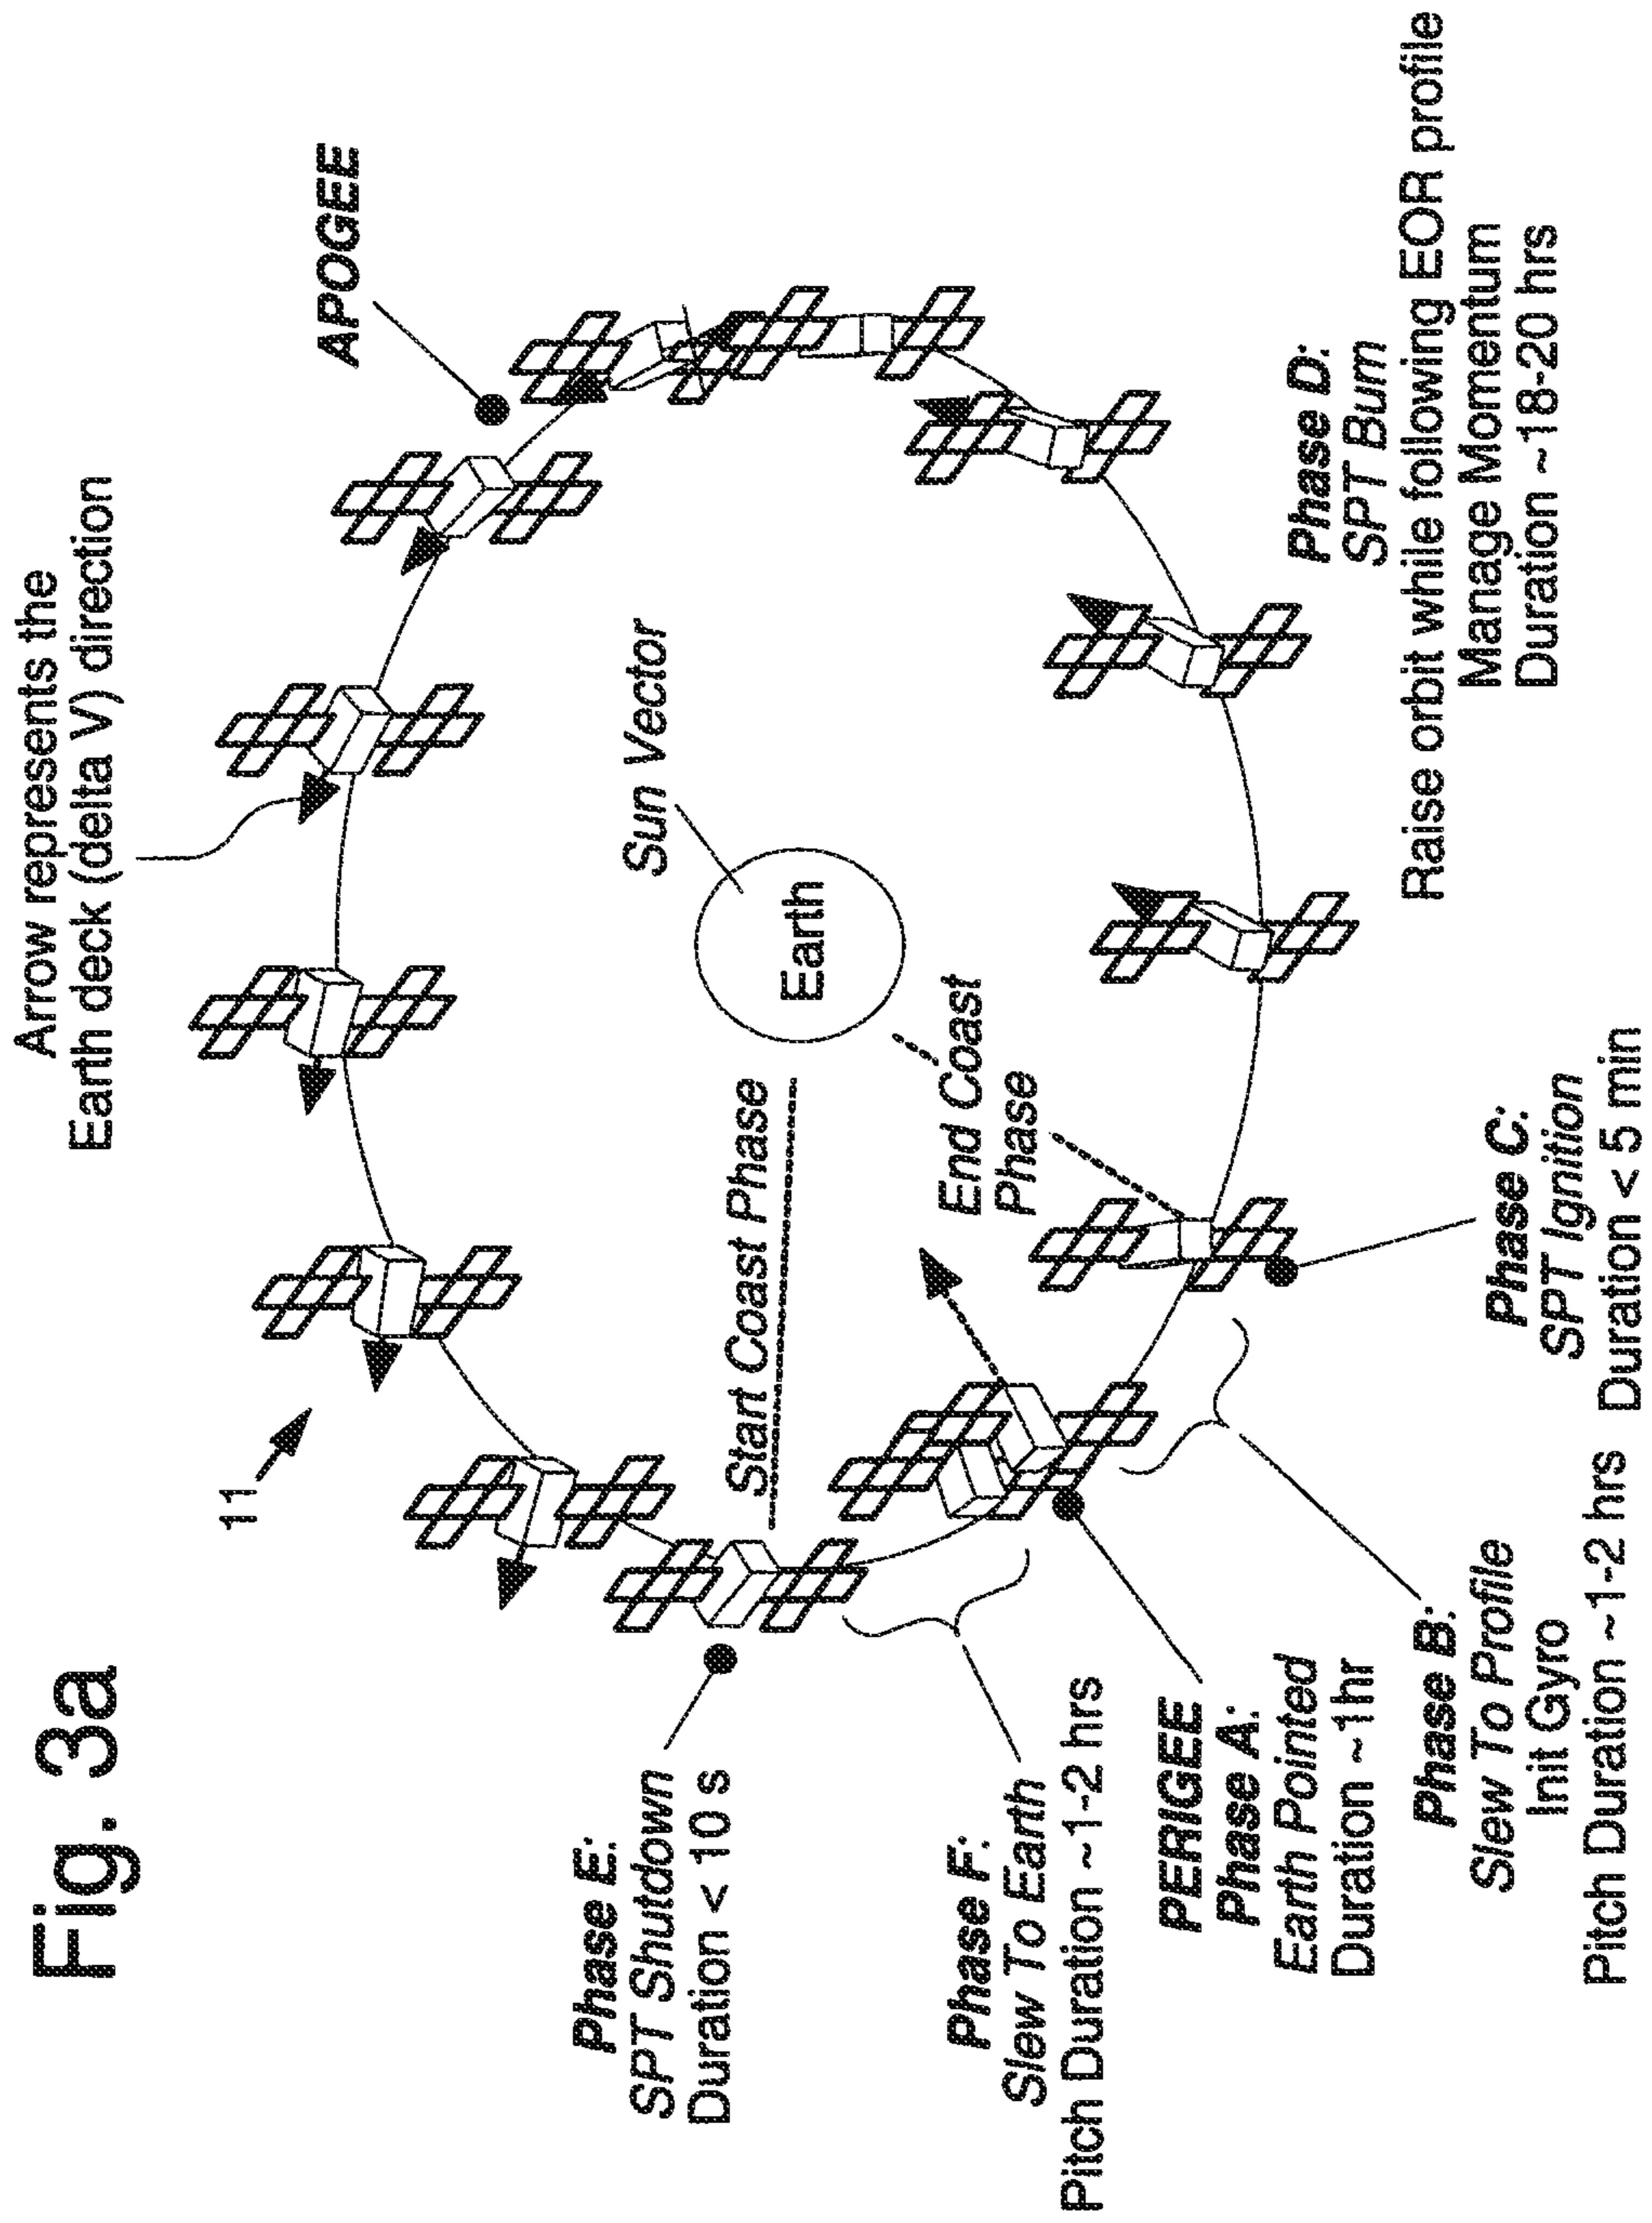 Fig. 3a
Arrow represents the
Earth deck (delta V) direction
11
APOGEE
Phase E:
SPT Shutdown
Duration < 10 s
Start Coast Phase
Sun Vector
Earth
End Coast
Phase
Phase F:
Slew To Earth
Pitch Duration ~1-2 hrs
PERIGEE
Phase A:
Earth Pointed
Duration ~1hr
Phase B:
Slew To Profile
Init Gyro
Pitch Duration ~1-2 hrs
Phase C:
SPT Ignition
Duration < 5 min
Phase D:
SPT Burn
Raise orbit while following EOR profile
Manage Momentum
Duration ~18-20 hrs